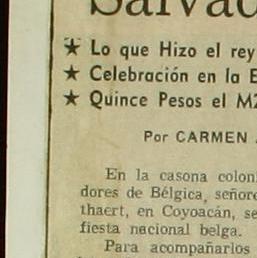 Salvad
★ Lo que Hizo el rey
★ Celebración en la E
★ Quince Pesos el M2
Por CARMEN
En la casona colon
dores de Bélgica, señore
thaert, en Coyoacán, se
fiesta nacional belga.
Para acompañarlos